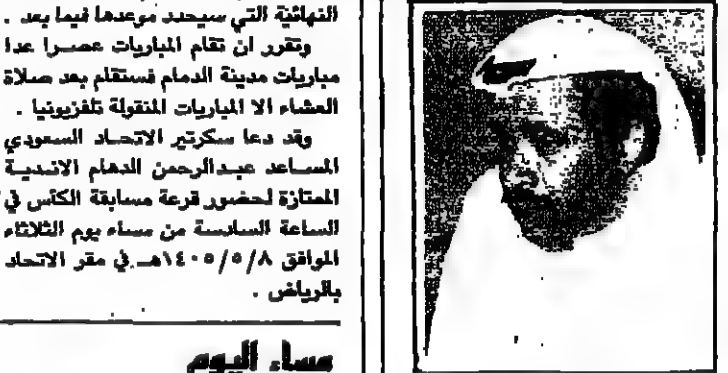 النهائية التي سيحدد موعدها فيما بعد .
وتقرر ان تقام المباريات عصرا عدا
مباريات مدينة الدمام فستقام بعد صلاة
العشاء الا المباريات المنقولة تلفزيونيا .
وقد دعا سكرتير الاتحاد السعودي
المساعد عبدالرحمن الدهام الاندية
الممتازة لحضور قرعة مسابقة الكأس في
الساعة السادسة من مساء يوم الثلاثاء
الموافق ١٤٠٥/٥/٨هـ في مقر الاتحاد
بالرياض .
مساء اليوم